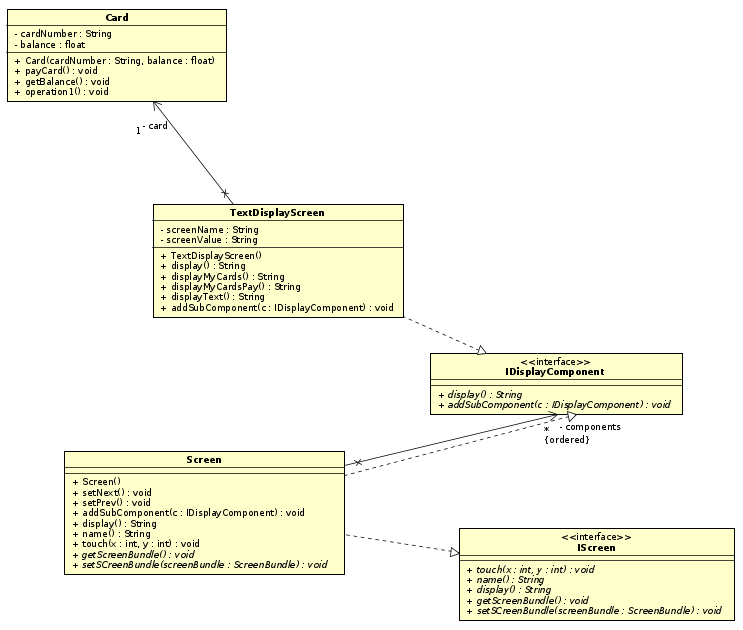 Card
- cardNumber : String
- balance : float
+ Card(cardNumber : String, balance : float)
+ payCard() : void
+ getBalance() : void
+ operation1() : void
1 - card
TextDisplayScreen
- screenName : String
- screenValue : String
+ TextDisplayScreen()
+ display() : String
+ displayMyCards() : String
+ displayMyCardsPay() : String
+ displayText() : String
+ addSubComponent(c : IDisplayComponent) : void
<<interface>>
IDisplayComponent
+ display() : String
+ addSubComponent(c : IDisplayComponent) : void
* - components
{ordered}
Screen
+ Screen()
+ setNext() : void
+ setPrev() : void
+ addSubComponent(c : IDisplayComponent) : void
+ display() : String
+ name() : String
+ touch(x : int, y : int) : void
+ getScreenBundle() : void
+ setSCreenBundle(screenBundle : ScreenBundle) : void
<<interface>>
IScreen
+ touch(x : int, y : int) : void
+ name() : String
+ display() : String
+ getScreenBundle() : void
+ setSCreenBundle(screenBundle : ScreenBundle) : void